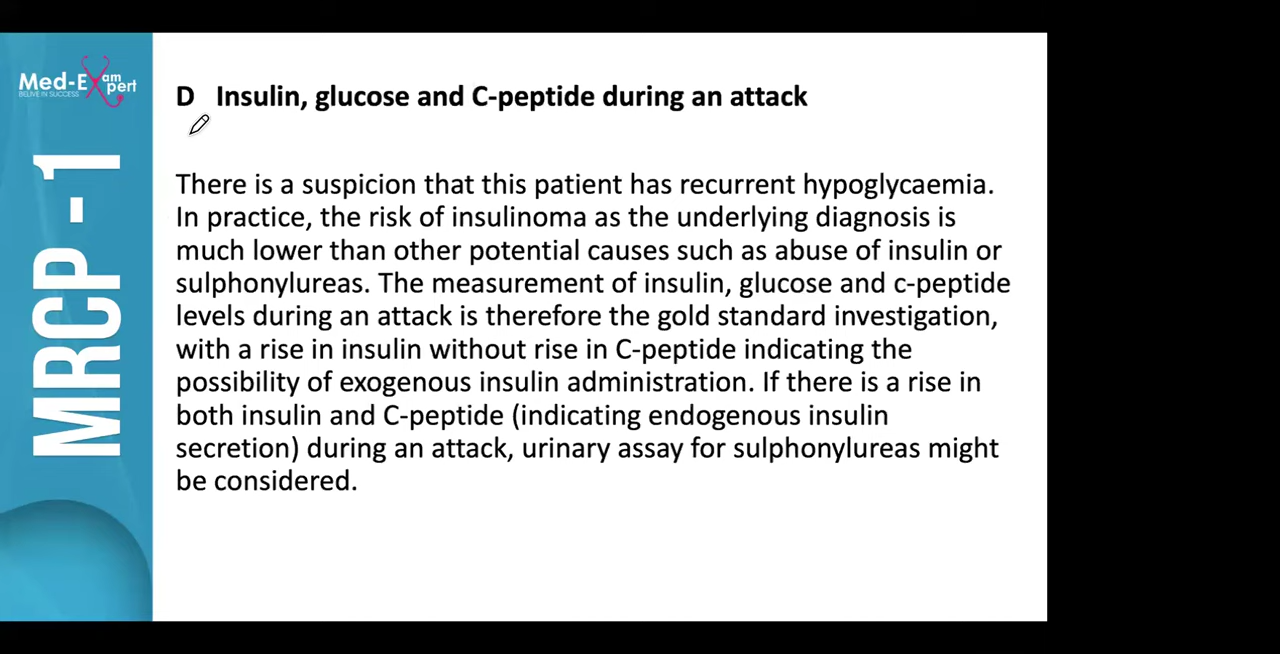 Med-Exam
pert
BELIVE IN SUCCESS
MRCP - 1
D Insulin, glucose and C-peptide during an attack
There is a suspicion that this patient has recurrent hypoglycaemia.
In practice, the risk of insulinoma as the underlying diagnosis is
much lower than other potential causes such as abuse of insulin or
sulphonylureas. The measurement of insulin, glucose and c-peptide
levels during an attack is therefore the gold standard investigation,
with a rise in insulin without rise in C-peptide indicating the
possibility of exogenous insulin administration. If there is a rise in
both insulin and C-peptide (indicating endogenous insulin
secretion) during an attack, urinary assay for sulphonylureas might
be considered.